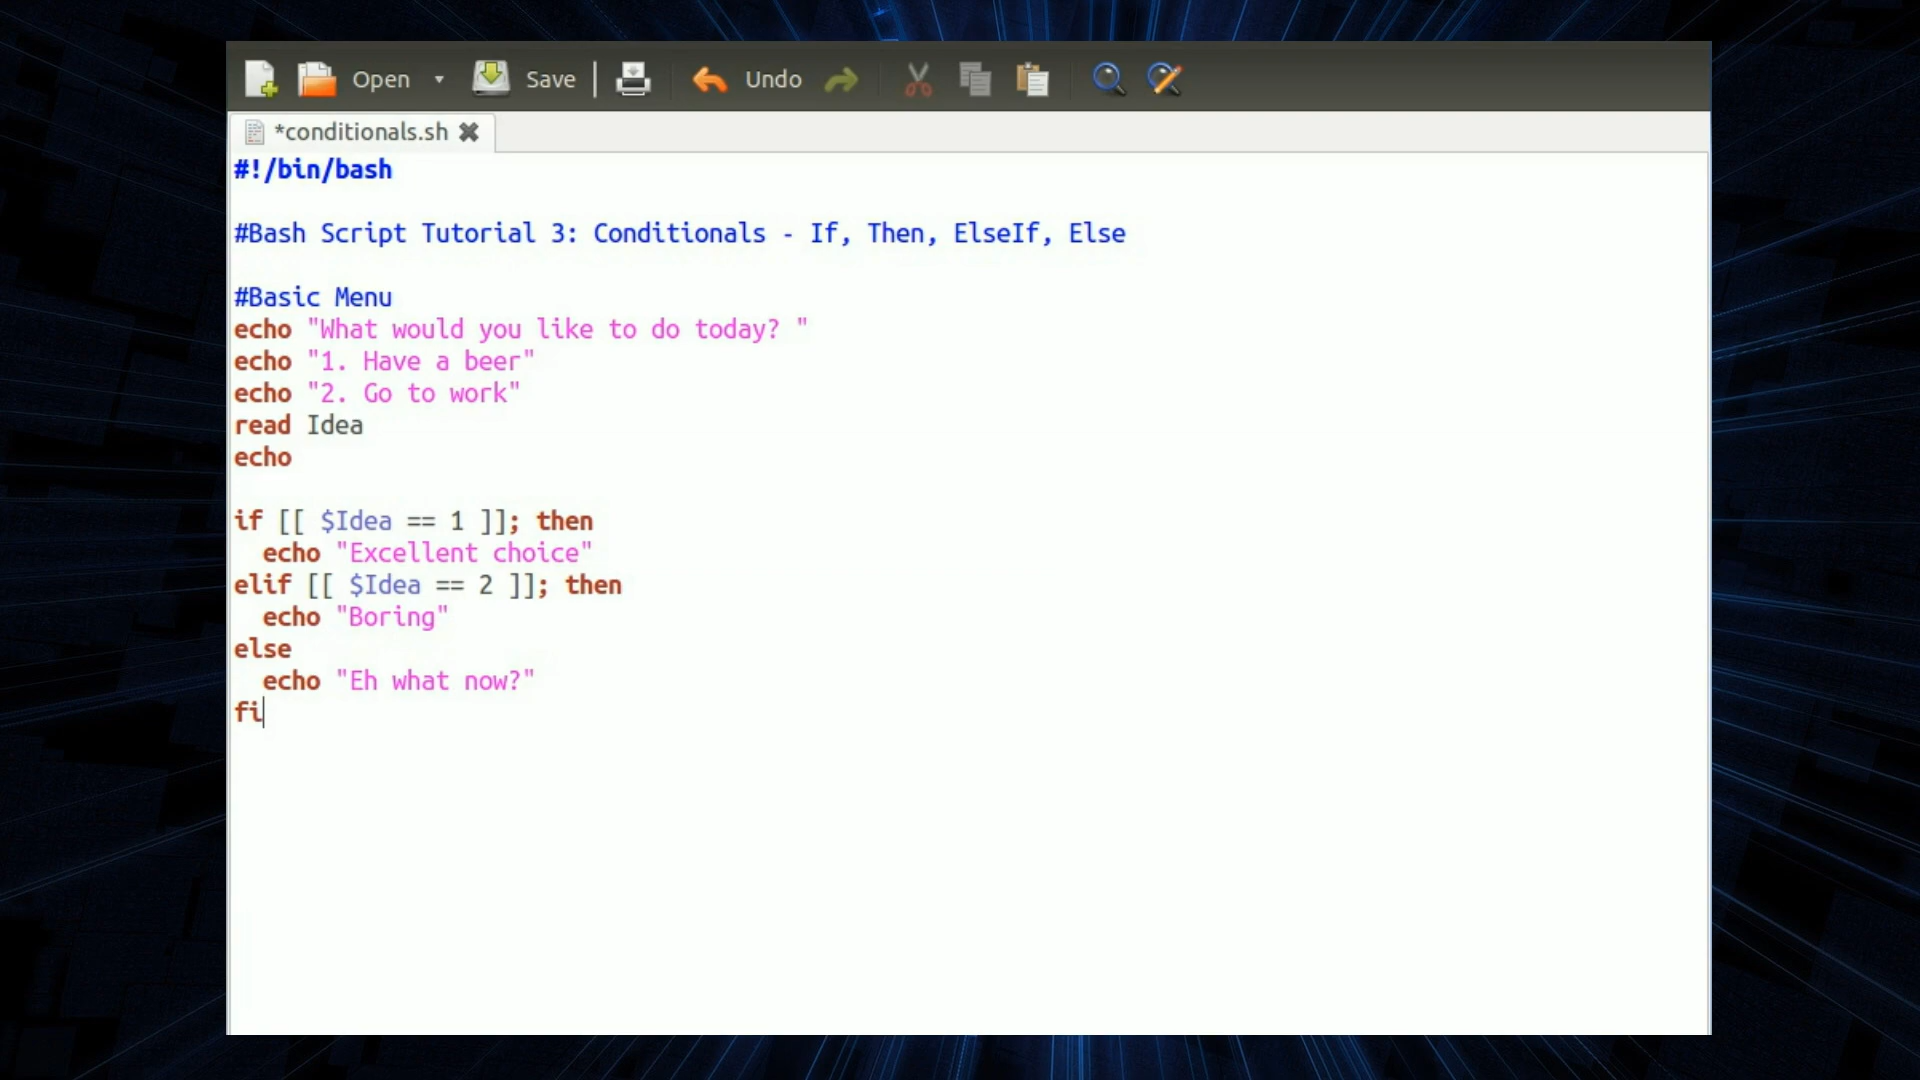 Open Save Undo
*conditionals.sh
#!/bin/bash
#Bash Script Tutorial 3: Conditionals - If, Then, ElseIf, Else
#Basic Menu
echo "What would you like to do today? "
echo "1. Have a beer"
echo "2. Go to work"
read Idea
echo
if [[ $Idea == 1 ]]; then
  echo "Excellent choice"
elif [[ $Idea == 2 ]]; then
  echo "Boring"
else
  echo "Eh what now?"
fi